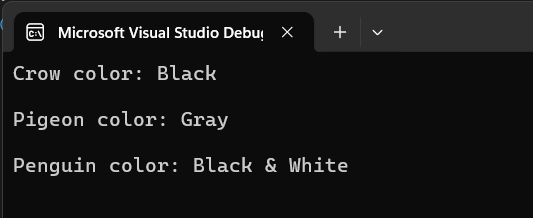 Microsoft Visual Studio Debug
Crow color: Black
Pigeon color: Gray
Penguin color: Black & White